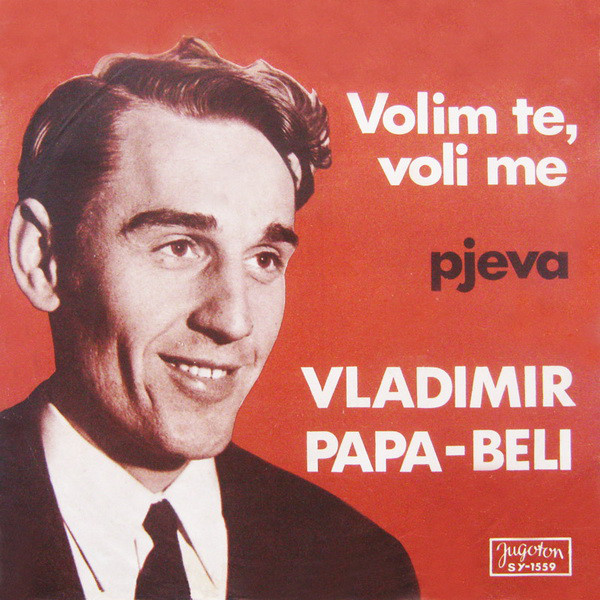 Volim te,
voli me
pjeva
VLADIMIR
PAPA-BELI
Jugoton
SY-1559